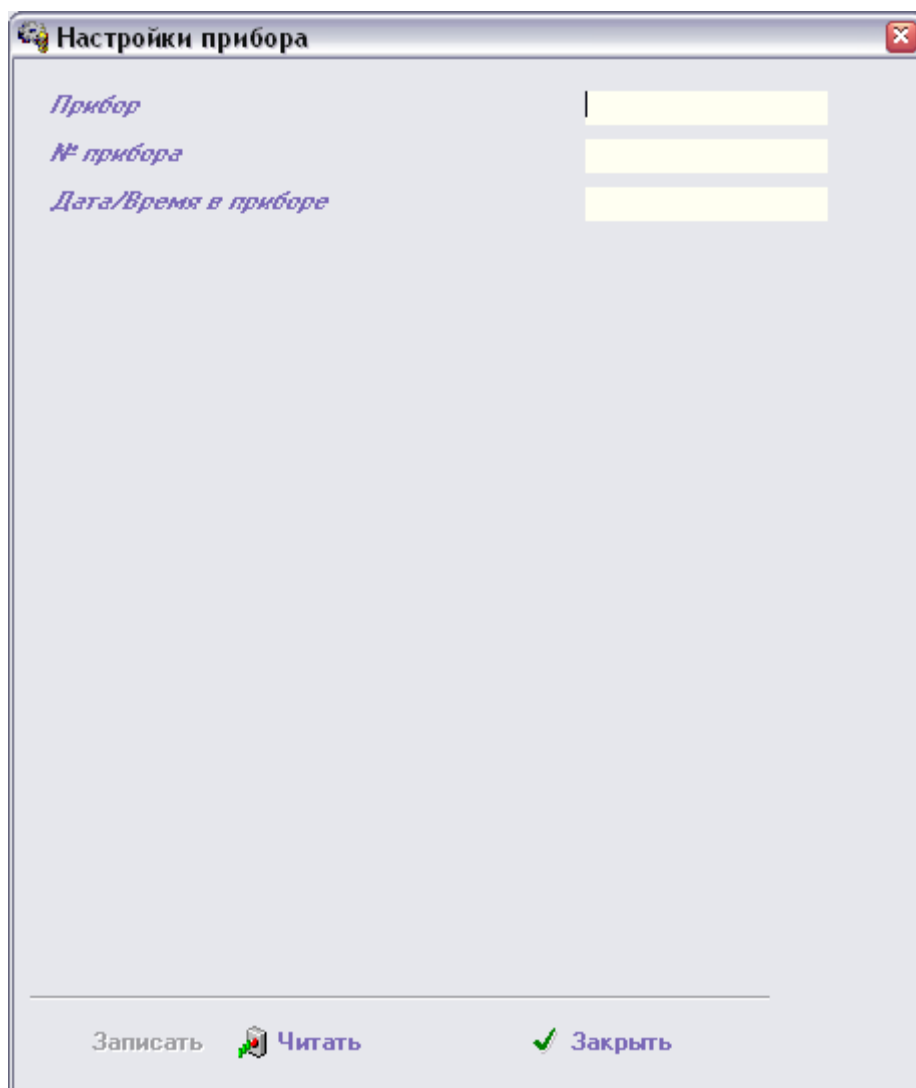 Настройки прибора
Прибор
№ прибора
Дата/Время в приборе
Записать Читать Закрыть